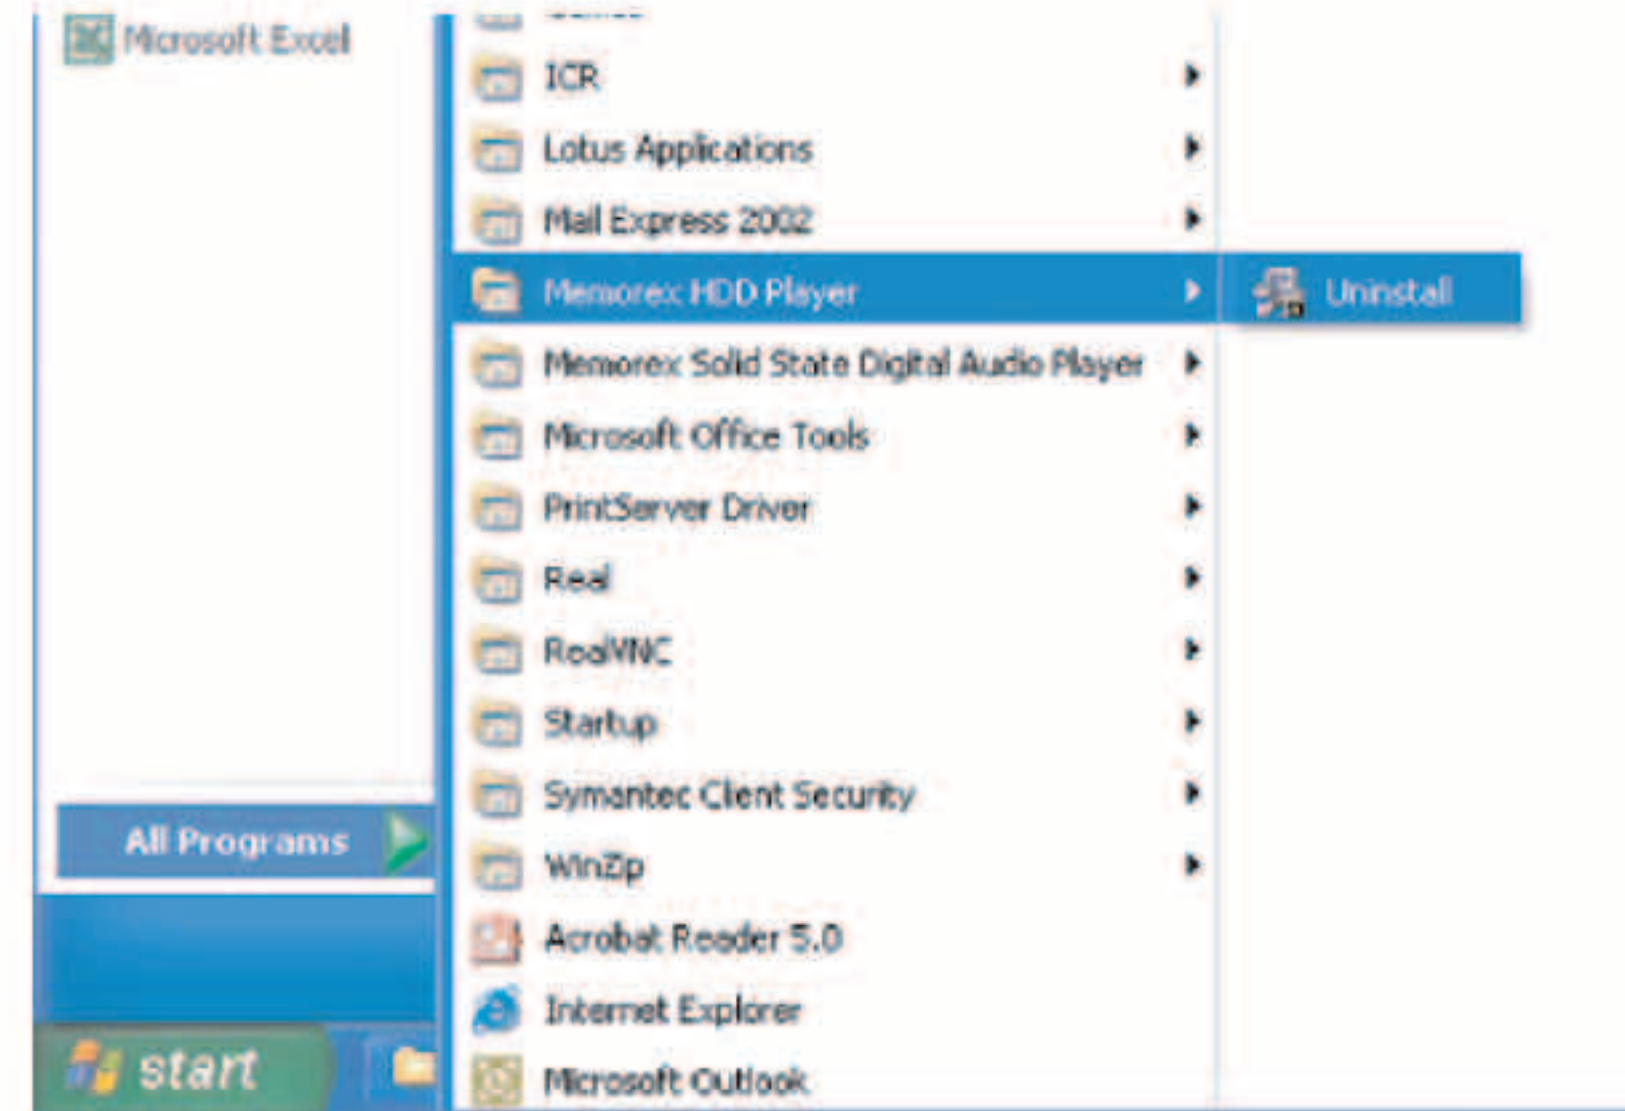 Microsoft Excel
ICR
Lotus Applications
Mail Express 2002
Memorex HDD Player
Uninstall
Memorex Solid State Digital Audio Player
Microsoft Office Tools
PrintServer Driver
Real
RealVNC
Startup
Symantec Client Security
WinZip
Acrobat Reader 5.0
Internet Explorer
Microsoft Outlook
All Programs
start